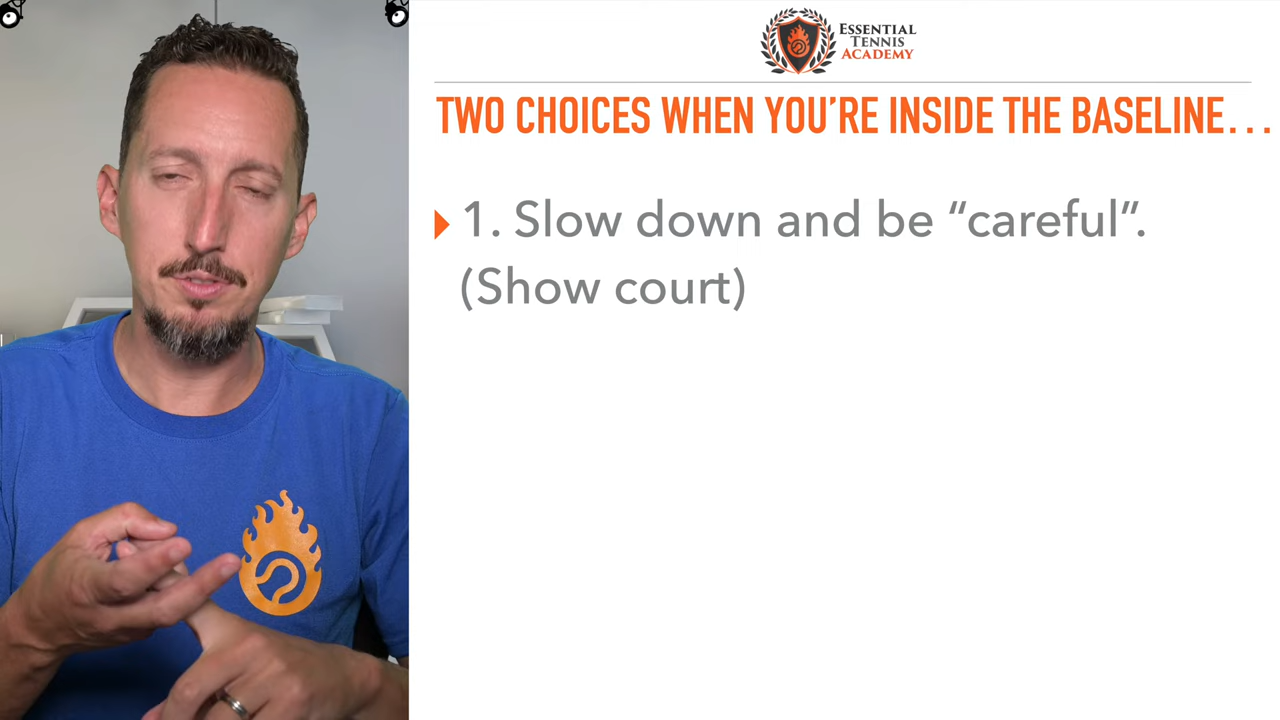 ESSENTIAL
TENNIS
ACADEMY
TWO CHOICES WHEN YOU’RE INSIDE THE BASELINE...
1. Slow down and be “careful”.
(Show court)